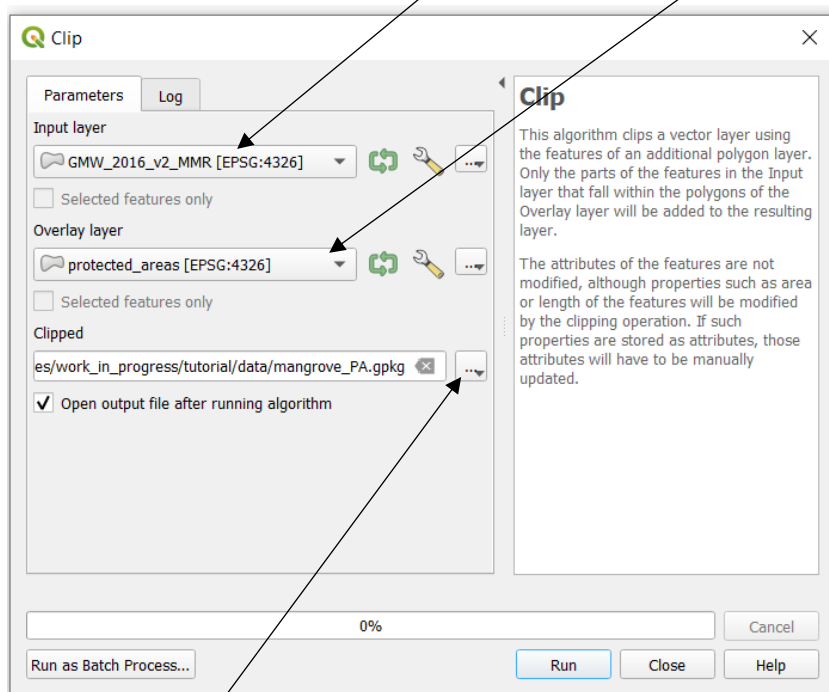 Clip
Parameters
Log
Input layer
GMW_2016_v2_MMR [EPSG:4326]
...
Selected features only
Overlay layer
protected_areas [EPSG:4326]
...
Selected features only
Clipped
es/work_in_progress/tutorial/data/mangrove_PA.gpkg
...
Open output file after running algorithm
Clip
This algorithm clips a vector layer using
the features of an additional polygon layer.
Only the parts of the features in the Input
layer that fall within the polygons of the
Overlay layer will be added to the resulting
layer.
The attributes of the features are not
modified, although properties such as area
or length of the features will be modified
by the clipping operation. If such
properties are stored as attributes, those
attributes will have to be manually
updated.
0%
Cancel
Run as Batch Process...
Run
Close
Help